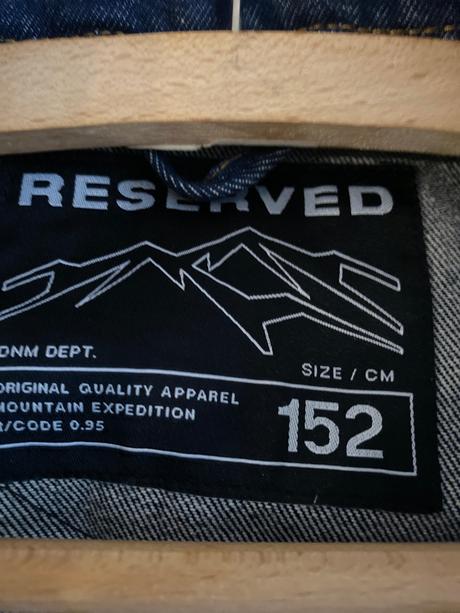 RESERVED
DNM DEPT.
SIZE / CM
ORIGINAL QUALITY APPAREL
MOUNTAIN EXPEDITION
R/CODE 0.95
152